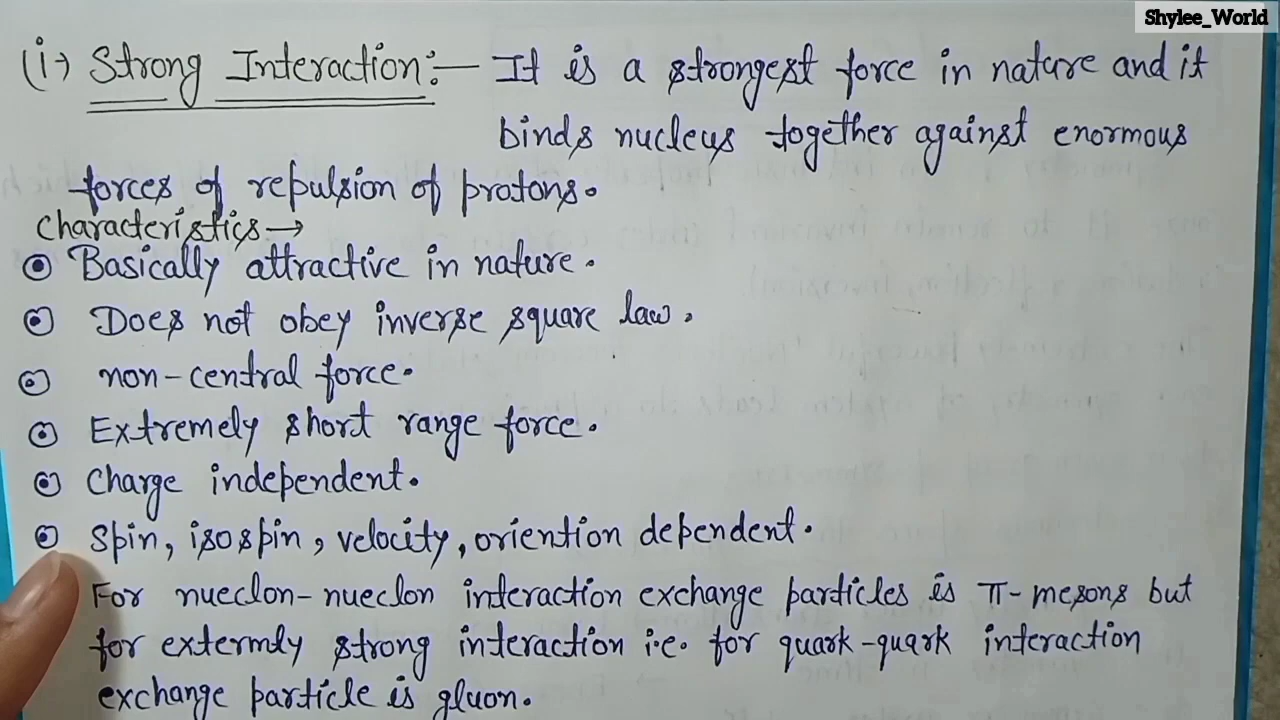 Shylee_World
(i) Strong Interaction:— It is a strongest force in nature and it
binds nucleus together against enormous
forces of repulsion of protons.
Characteristics→
Basically attractive in nature.
Does not obey inverse square law.
non-central force.
Extremely short range force.
Charge independent.
Spin, isospin, velocity, oriention dependent.
For nueclon-nueclon interaction exchange particles is π-mesons but
for extermly strong interaction i.e. for quark-quark interaction
exchange particle is gluon.